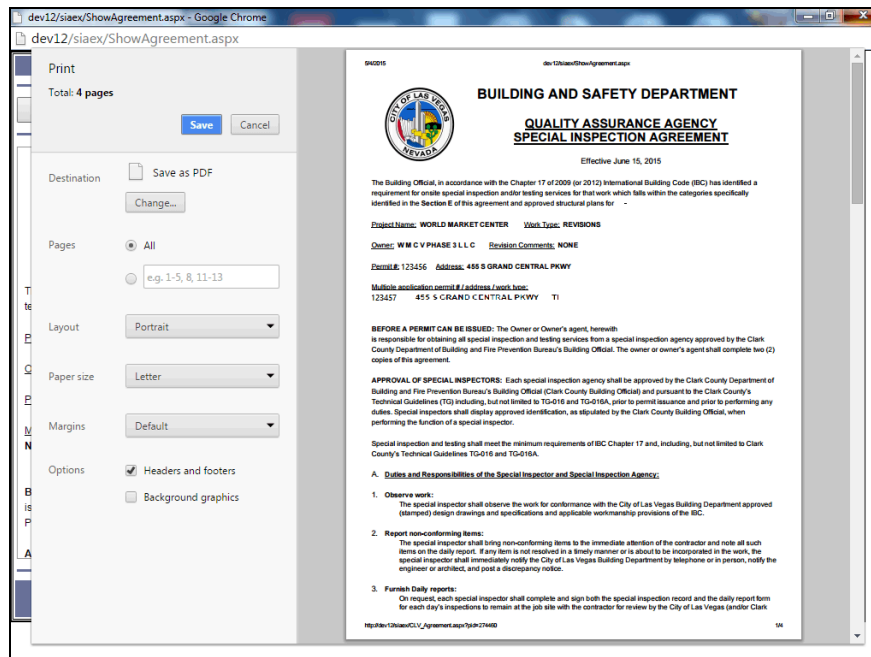 dev12/siaex/ShowAgreement.aspx - Google Chrome
dev12/siaex/ShowAgreement.aspx
Print
Total: 4 pages
Save
Cancel
Destination
Save as PDF
Change...
Pages
All
e.g. 1-5, 8, 11-13
Layout
Portrait
Paper size
Letter
Margins
Default
Options
Headers and footers
Background graphics
T
te
P
O
P
M
N
B
is
P
A
5/4/2015
dev12/siaex/ShowAgreement.aspx
CITY OF LAS VEGAS
NEVADA
BUILDING AND SAFETY DEPARTMENT
QUALITY ASSURANCE AGENCY
SPECIAL INSPECTION AGREEMENT
Effective June 15, 2015
The Building Official, in accordance with the Chapter 17 of 2009 (or 2012) International Building Code (IBC) has identified a
requirement for onsite special inspection and/or testing services for that work which falls within the categories specifically
identified in the Section E of this agreement and approved structural plans for -
Project Name: WORLD MARKET CENTER Work Type: REVISIONS
Owner: W M C V PHASE 3 L L C Revision Comments: NONE
Permit #: 123456 Address: 455 S GRAND CENTRAL PKWY
Multiple application permit # / address / work type:
123457 455 S GRAND CENTRAL PKWY TI
BEFORE A PERMIT CAN BE ISSUED: The Owner or Owner's agent, herewith
is responsible for obtaining all special inspection and testing services from a special inspection agency approved by the Clark
County Department of Building and Fire Prevention Bureau's Building Official. The owner or owner's agent shall complete two (2)
copies of this agreement.
APPROVAL OF SPECIAL INSPECTORS: Each special inspection agency shall be approved by the Clark County Department of
Building and Fire Prevention Bureau's Building Official (Clark County Building Official) and pursuant to the Clark County's
Technical Guidelines (TG) including, but not limited to TG-016 and TG-016A, prior to permit issuance and prior to performing any
duties. Special inspectors shall display approved identification, as stipulated by the Clark County Building Official, when
performing the function of a special inspector.
Special inspection and testing shall meet the minimum requirements of IBC Chapter 17 and, including, but not limited to Clark
County's Technical Guidelines TG-016 and TG-016A.
A. Duties and Responsibilities of the Special Inspector and Special Inspection Agency:
1. Observe work:
The special inspector shall observe the work for conformance with the City of Las Vegas Building Department approved
(stamped) design drawings and specifications and applicable workmanship provisions of the IBC.
2. Report non-conforming items:
The special inspector shall bring non-conforming items to the immediate attention of the contractor and note all such
items on the daily report. If any item is not resolved in a timely manner or is about to be incorporated in the work, the
special inspector shall immediately notify the City of Las Vegas Building Department by telephone or in person, notify the
engineer or architect, and post a discrepancy notice.
3. Furnish Daily reports:
On request, each special inspector shall complete and sign both the special inspection record and the daily report form
for each day's inspections to remain at the job site with the contractor for review by the City of Las Vegas (and/or Clark
http://dev12/siaex/CLV_Agreement.aspx?pid=274460
1/4